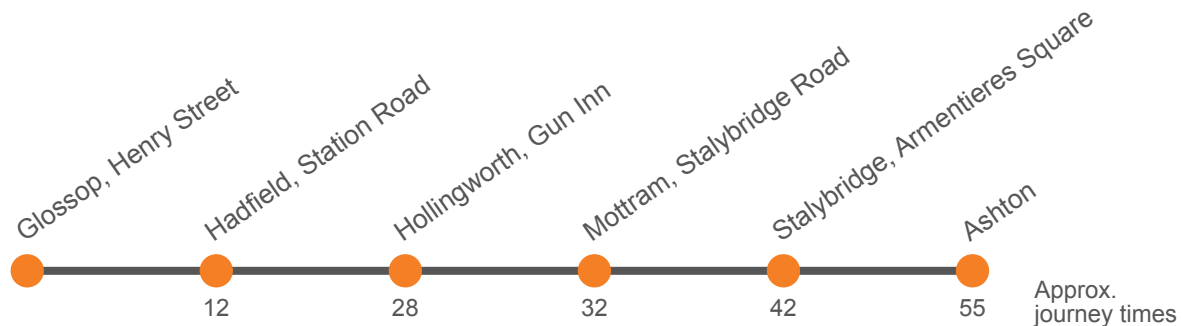 Glossop, Henry Street
Hadfield, Station Road
Hollingworth, Gun Inn
Mottram, Stalybridge Road
Stalybridge, Armentieres Square
Ashton
12
28
32
42
55
Approx.
journey times